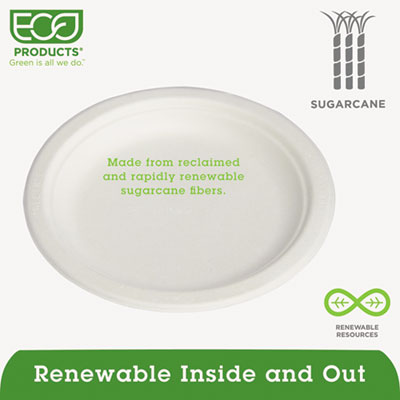 ECO
PRODUCTS®
Green is all we do.™
SUGARCANE
Made from reclaimed
and rapidly renewable
sugarcane fibers.
RENEWABLE
RESOURCES
Renewable Inside and Out